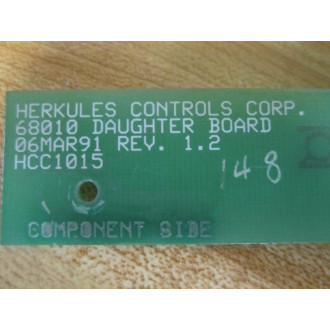 HERKULES CONTROLS CORP.
68010 DAUGHTER BOARD
06MAR91 REV. 1.2
HCC1015
148
COMPONENT SIDE